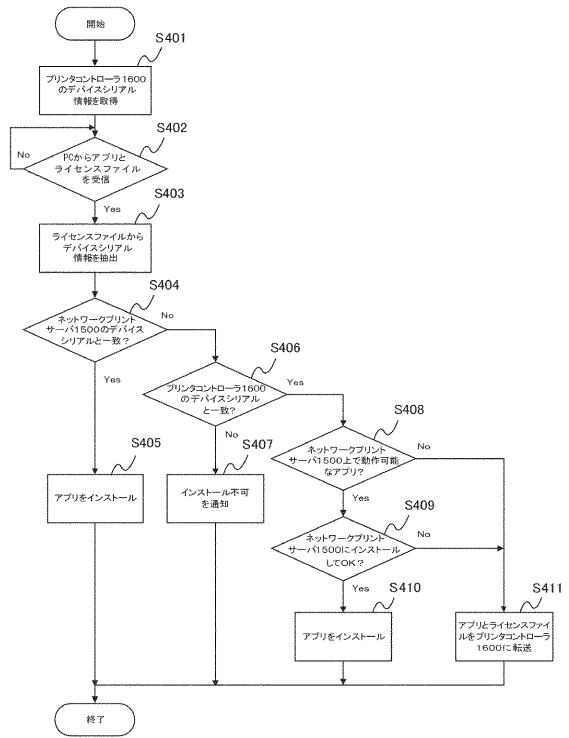 開始
S401
プリンタコントローラ1600
のデバイスシリアル
情報を取得
S402
No
PCからアプリと
ライセンスファイル
を受信
Yes
S403
ライセンスファイルから
デバイスシリアル
情報を抽出
S404
ネットワークプリント
サーバ1500のデバイス
シリアルと一致?
No
Yes
S406
プリンタコントローラ1600
のデバイスシリアル
と一致?
Yes
No
S408
ネットワークプリント
サーバ1500上で動作可能
なアプリ?
No
Yes
S405
アプリをインストール
S407
インストール不可
を通知
S409
ネットワークプリント
サーバ1500にインストール
してOK?
No
Yes
S410
アプリをインストール
S411
アプリとライセンスファイ
ルをプリンタコントローラ
1600に転送
終了